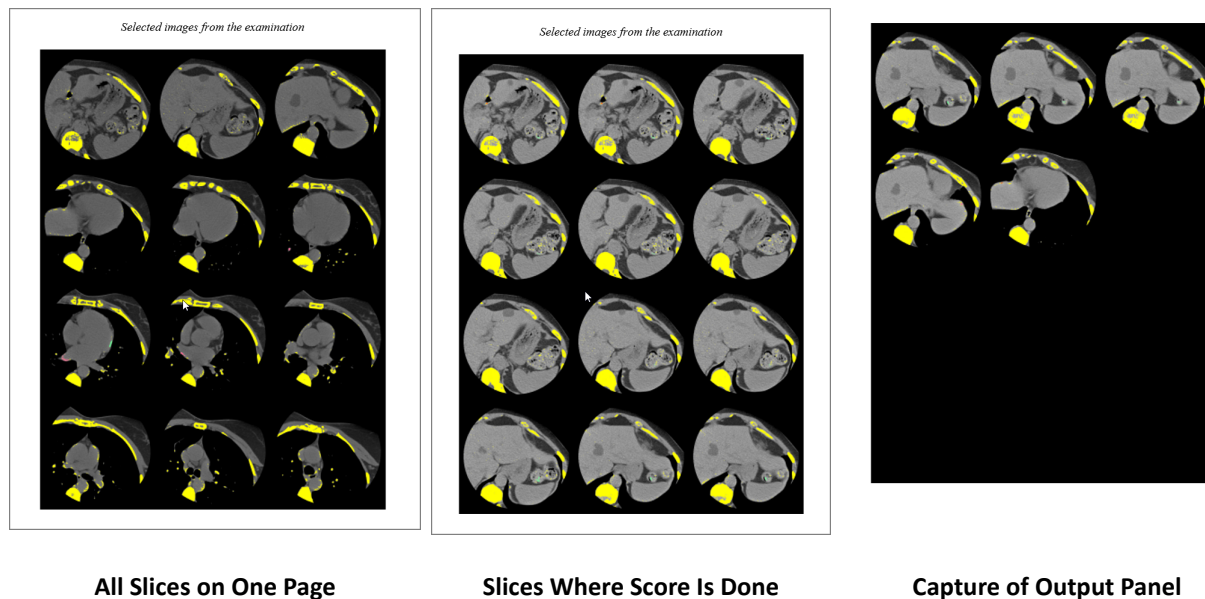 Selected images from the examination
Selected images from the examination
All Slices on One Page
Slices Where Score Is Done
Capture of Output Panel